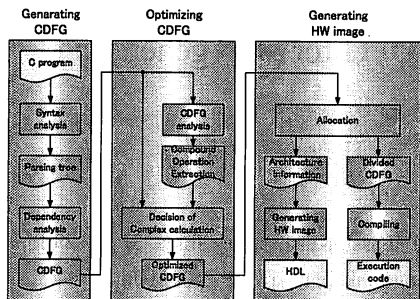 Genarating
CDFG
C program
Syntax
analysis
Parsing tree
Dependency
analysis
CDFG
Optimizing
CDFG
CDFG
analysis
Compound
Operation
Extraction
Decision of
Complex calculation
Optimized
CDFG
Generating
HW image
Allocation
Architecture
Information
Generating
HW Image
HDL
Divided
CDFG
Compiling
Execution
code